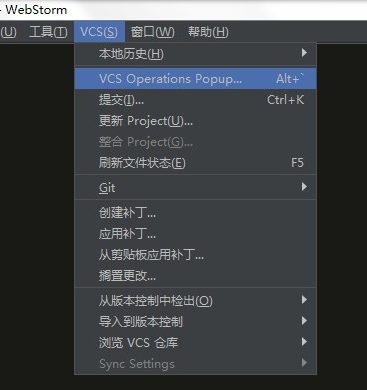 - WebStorm
(U) 工具(T) VCS(S) 窗口(W) 帮助(H)
本地历史(H)
VCS Operations Popup... Alt+`
提交(I)... Ctrl+K
更新 Project(U)...
整合 Project(G)...
刷新文件状态(E) F5
Git
创建补丁...
应用补丁...
从剪贴板应用补丁...
搁置更改...
从版本控制中检出(O)
导入到版本控制
浏览 VCS 仓库
Sync Settings